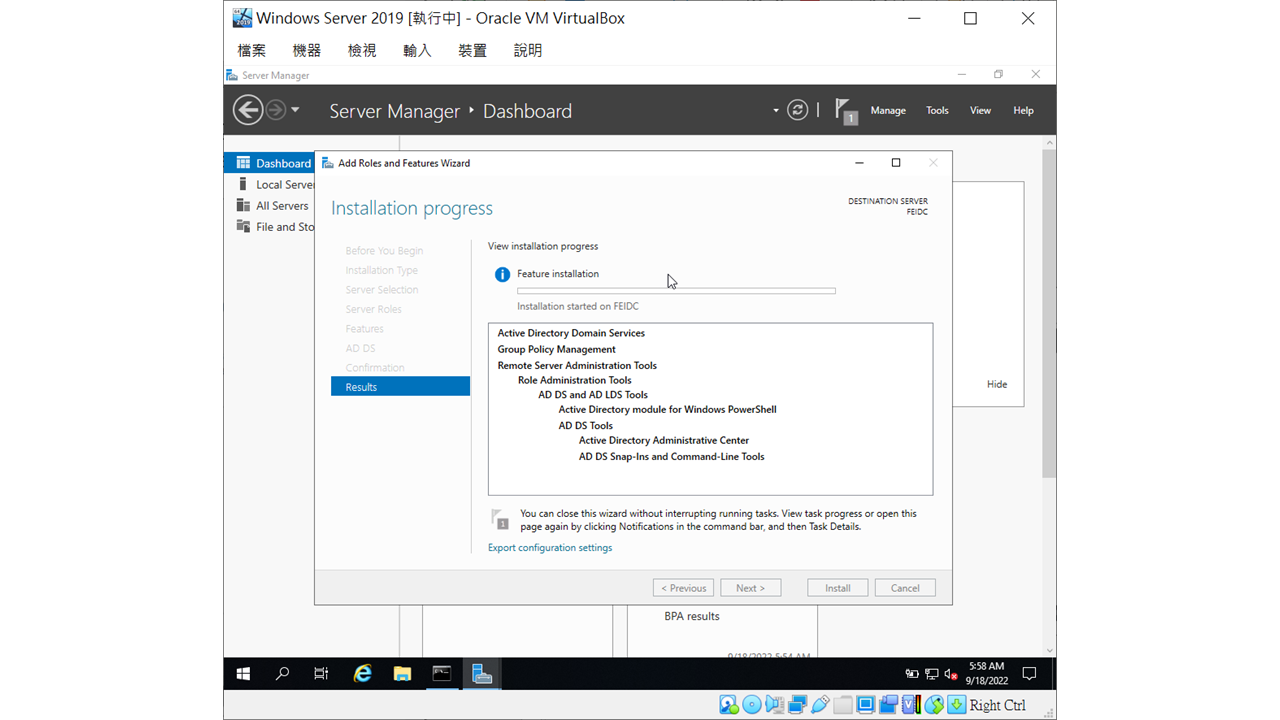 Windows Server 2019 [執行中] - Oracle VM VirtualBox
檔案 機器 檢視 輸入 裝置 說明
Server Manager
Server Manager Dashboard
1
Manage Tools View Help
Dashboard
Local Serve
All Servers
File and Sto
Add Roles and Features Wizard
Installation progress
DESTINATION SERVER
FEIDC
Before You Begin
Installation Type
Server Selection
Server Roles
Features
AD DS
Confirmation
Results
View installation progress
Feature installation
Installation started on FEIDC
Active Directory Domain Services
Group Policy Management
Remote Server Administration Tools
Role Administration Tools
AD DS and AD LDS Tools
Active Directory module for Windows PowerShell
AD DS Tools
Active Directory Administrative Center
AD DS Snap-Ins and Command-Line Tools
1
You can close this wizard without interrupting running tasks. View task progress or open this
page again by clicking Notifications in the command bar, and then Task Details.
Export configuration settings
< Previous Next > Install Cancel
Hide
BPA results
9/18/2022 5:54 AM
5:58 AM
9/18/2022
Right Ctrl